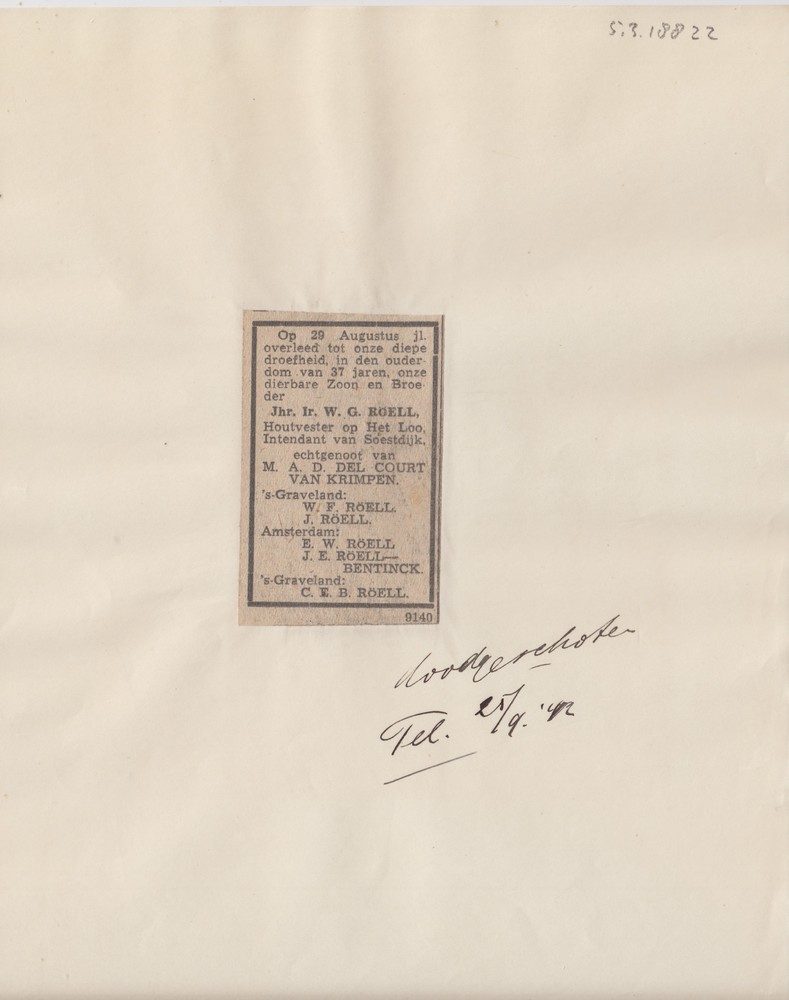 5.3.18822
Op 29 Augustus jl.
overleed tot onze diepe
droefheid, in den ouder-
dom van 37 jaren, onze
dierbare Zoon en Broe-
der
Jhr. Ir. W. G. RÖELL,
Houtvester op Het Loo,
Intendant van Soestdijk,
echtgenoot van
M. A. D. DEL COURT
VAN KRIMPEN.
's-Graveland:
W. F. RÖELL.
J. RÖELL.
Amsterdam:
E. W. RÖELL
J. E. RÖELL—
BENTINCK.
's-Graveland:
C. E. B. RÖELL.
9140
doodgeschoten
Tel. 25/9.'42